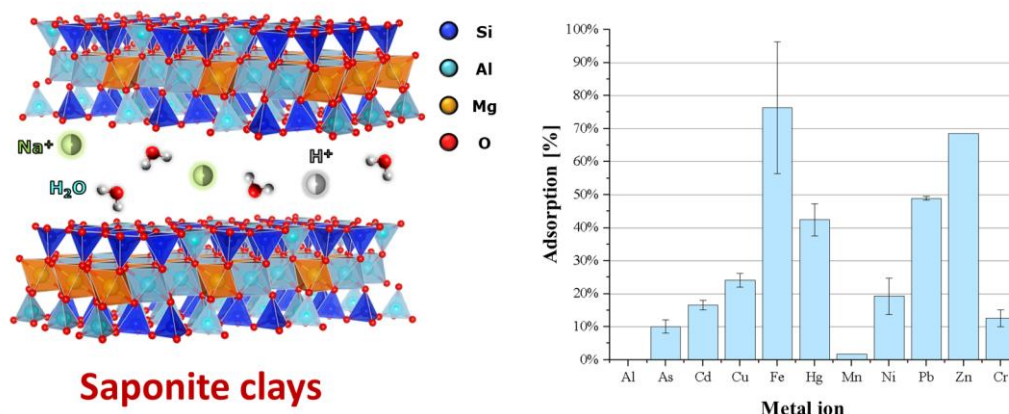 Si
Al
Mg
O
Na⁺
H⁺
H₂O
Saponite clays
Adsorption [%]
100%
90%
80%
70%
60%
50%
40%
30%
20%
10%
0%
Al As Cd Cu Fe Hg Mn Ni Pb Zn Cr
Metal ion